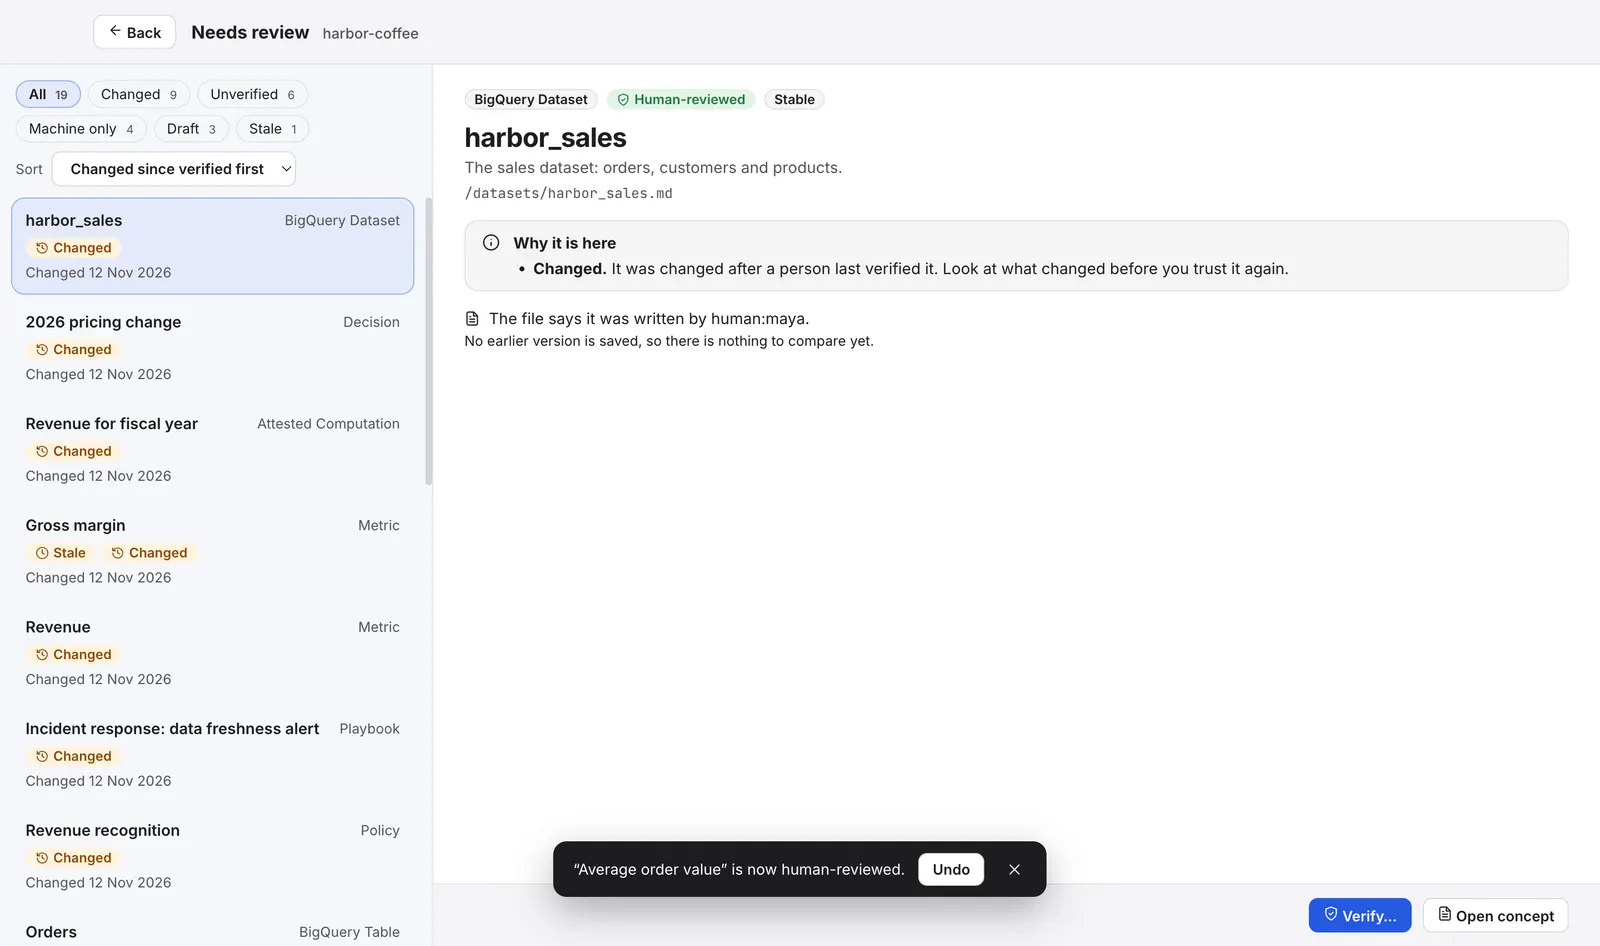 Back
Needs review harbor-coffee
All 19 Changed 9 Unverified 6
Machine only 4 Draft 3 Stale 1
Sort Changed since verified first
harbor_sales BigQuery Dataset
Changed
Changed 12 Nov 2026
2026 pricing change Decision
Changed
Changed 12 Nov 2026
Revenue for fiscal year Attested Computation
Changed
Changed 12 Nov 2026
Gross margin Metric
Stale Changed
Changed 12 Nov 2026
Revenue Metric
Changed
Changed 12 Nov 2026
Incident response: data freshness alert Playbook
Changed
Changed 12 Nov 2026
Revenue recognition Policy
Changed
Changed 12 Nov 2026
Orders BigQuery Table
BigQuery Dataset Human-reviewed Stable
harbor_sales
The sales dataset: orders, customers and products.
/datasets/harbor_sales.md
Why it is here
• Changed. It was changed after a person last verified it. Look at what changed before you trust it again.
The file says it was written by human:maya.
No earlier version is saved, so there is nothing to compare yet.
“Average order value” is now human-reviewed. Undo
Verify... Open concept